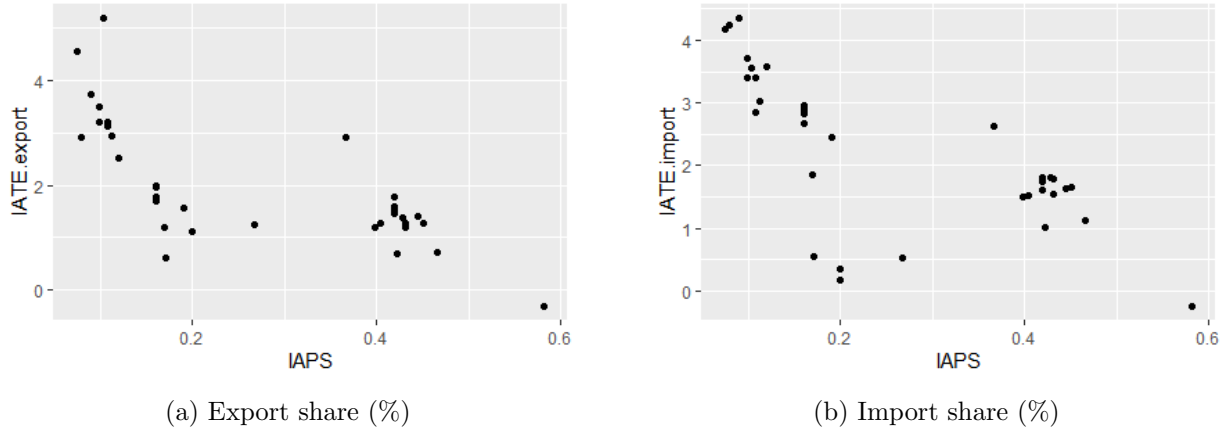 IATE.export
4
2
0
0.2 0.4 0.6
IAPS
(a) Export share (%)
IATE.import
4
3
2
1
0
0.2 0.4 0.6
IAPS
(b) Import share (%)